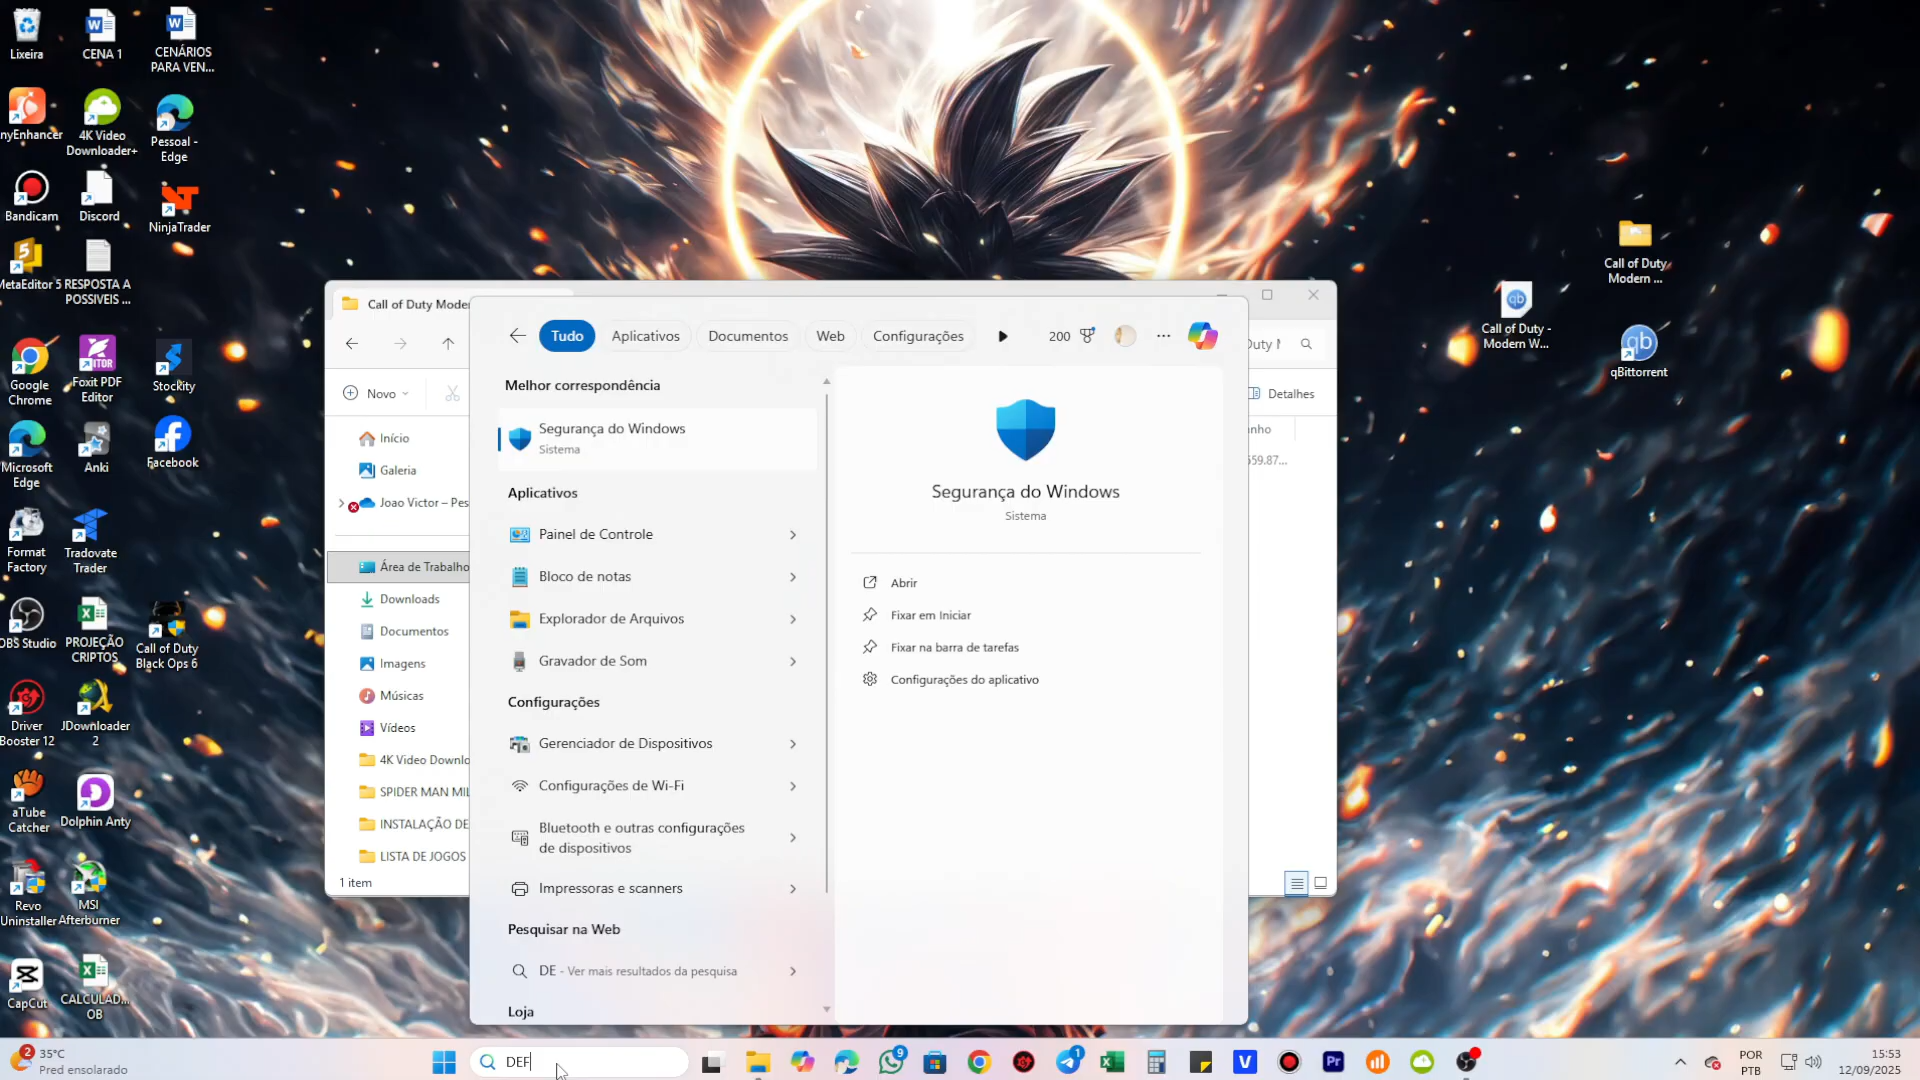 Lixeira
CENA 1
CENÁRIOS
PARA VEN...
nyEnhancer
4K Video
Downloader+
Pessoal -
Edge
Bandicam
Discord
NinjaTrader
MetaEditor 5
RESPOSTA A
POSSIVEIS ...
Google
Chrome
Foxit PDF
Editor
Stockity
Microsoft
Edge
Anki
Facebook
Format
Factory
Tradovate
Trader
OBS Studio
PROJEÇÃO
CRIPTOS
Call of Duty
Black Ops 6
Driver
Booster 12
JDownloader
2
aTube
Catcher
Dolphin Anty
Revo
Uninstaller
MSI
Afterburner
CapCut
CALCULAD...
OB
Call of Duty
Modern ...
Call of Duty -
Modern W...
qBittorrent
Call of Duty Moder
Duty M
Novo
Detalhes
Início
Galeria
Joao Victor – Pes
Área de Trabalho
Downloads
Documentos
Imagens
Músicas
Vídeos
4K Video Downlo
SPIDER MAN MIL
INSTALAÇÃO DE
LISTA DE JOGOS
1 item
anho
559.87...
Tudo
Aplicativos
Documentos
Web
Configurações
200
Melhor correspondência
Segurança do Windows
Sistema
Aplicativos
Painel de Controle
Bloco de notas
Explorador de Arquivos
Gravador de Som
Configurações
Gerenciador de Dispositivos
Configurações de Wi-Fi
Bluetooth e outras configurações
de dispositivos
Impressoras e scanners
Pesquisar na Web
DE - Ver mais resultados da pesquisa
Loja
Segurança do Windows
Sistema
Abrir
Fixar em Iniciar
Fixar na barra de tarefas
Configurações do aplicativo
2
35°C
Pred ensolarado
DEF
9
1
POR
PTB
15:53
12/09/2025